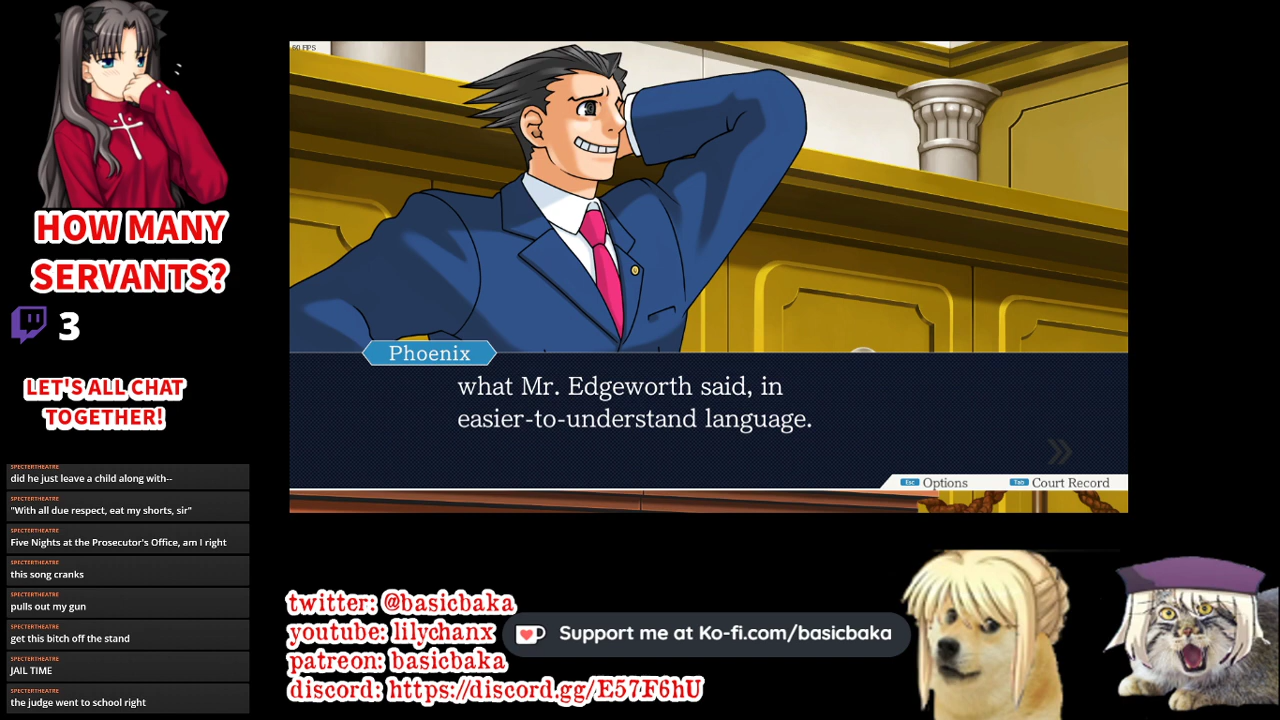 HOW MANY
SERVANTS?
3
LET'S ALL CHAT
TOGETHER!
SPECTERTHEATRE
did he just leave a child along with--
SPECTERTHEATRE
"With all due respect, eat my shorts, sir"
SPECTERTHEATRE
Five Nights at the Prosecutor's Office, am I right
SPECTERTHEATRE
this song cranks
SPECTERTHEATRE
pulls out my gun
SPECTERTHEATRE
get this bitch off the stand
SPECTERTHEATRE
JAIL TIME
SPECTERTHEATRE
the judge went to school right
60 FPS
Phoenix
what Mr. Edgeworth said, in
easier-to-understand language.
Esc Options Tab Court Record
twitter: @basicbaka
youtube: lilychanx
patreon: basicbaka
discord: https://discord.gg/E57F6hU
Support me at Ko-fi.com/basicbaka